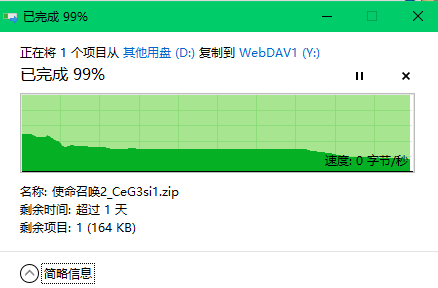 已完成 99%
正在将 1 个项目从 其他用盘 (D:) 复制到 WebDAV1 (Y:)
已完成 99%
速度: 0 字节/秒
名称: 使命召唤2_CeG3si1.zip
剩余时间: 超过 1 天
剩余项目: 1 (164 KB)
简略信息